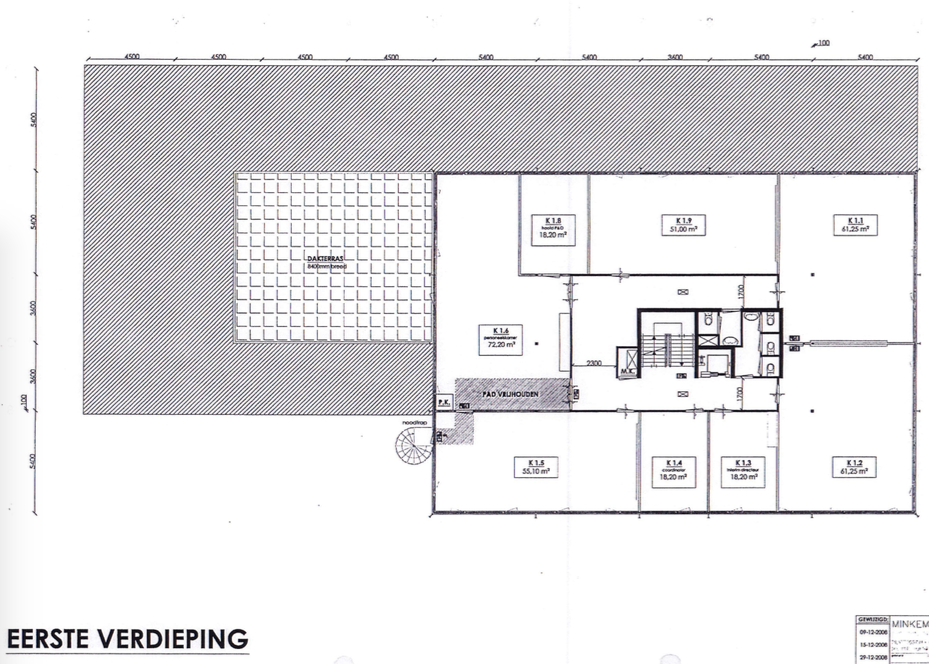 100
4500 4500 4500 4500 5400 5400 3600 5400 5400
5400
5400
3600
3600
100
5400
K 1.8
hoofd P&O
18,20 m²
K 1.9
51,00 m²
K 1.1
61,25 m²
DAKTERRAS
8400mm breed
1700
K 1.6
personeelskamer
72,20 m²
2300
M.K.
PAD VRIJHOUDEN
P.K.
1700
noodtrap
K 1.5
55,10 m²
K 1.4
coordinator
18,20 m²
K 1.3
interim directeur
18,20 m²
K 1.2
61,25 m²
EERSTE VERDIEPING
GEWIJZIGD:
MINKEM
09-12-2008
15-12-2008
29-12-2008